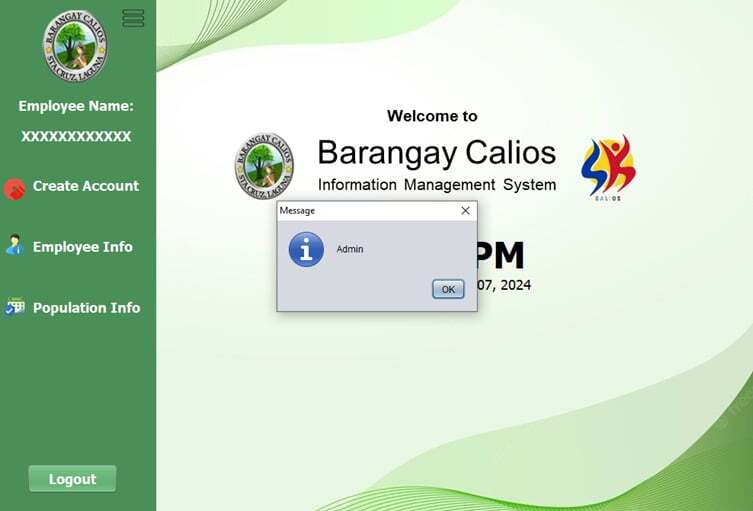 BARANGAY CALIOS
STA CRUZ, LAGUNA
Employee Name:
XXXXXXXXXXXX
Create Account
Employee Info
Population Info
Logout
Welcome to
BARANGAY CALIOS
STA CRUZ, LAGUNA
Barangay Calios
Information Management System
CALIOS
Message
Admin
OK
PM
07, 2024